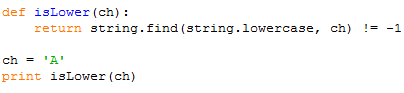 def isLower(ch):
    return string.find(string.lowercase, ch) != -1
ch = 'A'
print isLower(ch)